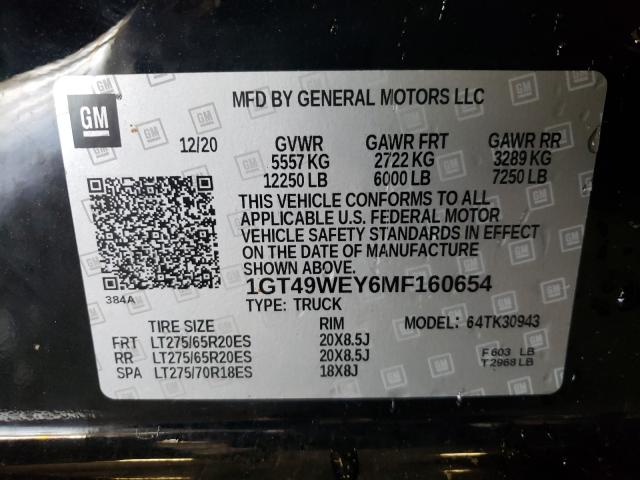 GM
MFD BY GENERAL MOTORS LLC
12/20 GVWR GAWR FRT GAWR RR
5557 KG 2722 KG 3289 KG
12250 LB 6000 LB 7250 LB
THIS VEHICLE CONFORMS TO ALL
APPLICABLE U.S. FEDERAL MOTOR
VEHICLE SAFETY STANDARDS IN EFFECT
ON THE DATE OF MANUFACTURE
SHOWN ABOVE.
384A
1GT49WEY6MF160654
TYPE: TRUCK
TIRE SIZE RIM MODEL: 64TK30943
FRT LT275/65R20ES 20X8.5J
RR LT275/65R20ES 20X8.5J
SPA LT275/70R18ES 18X8J
F 603 LB
T 2968 LB